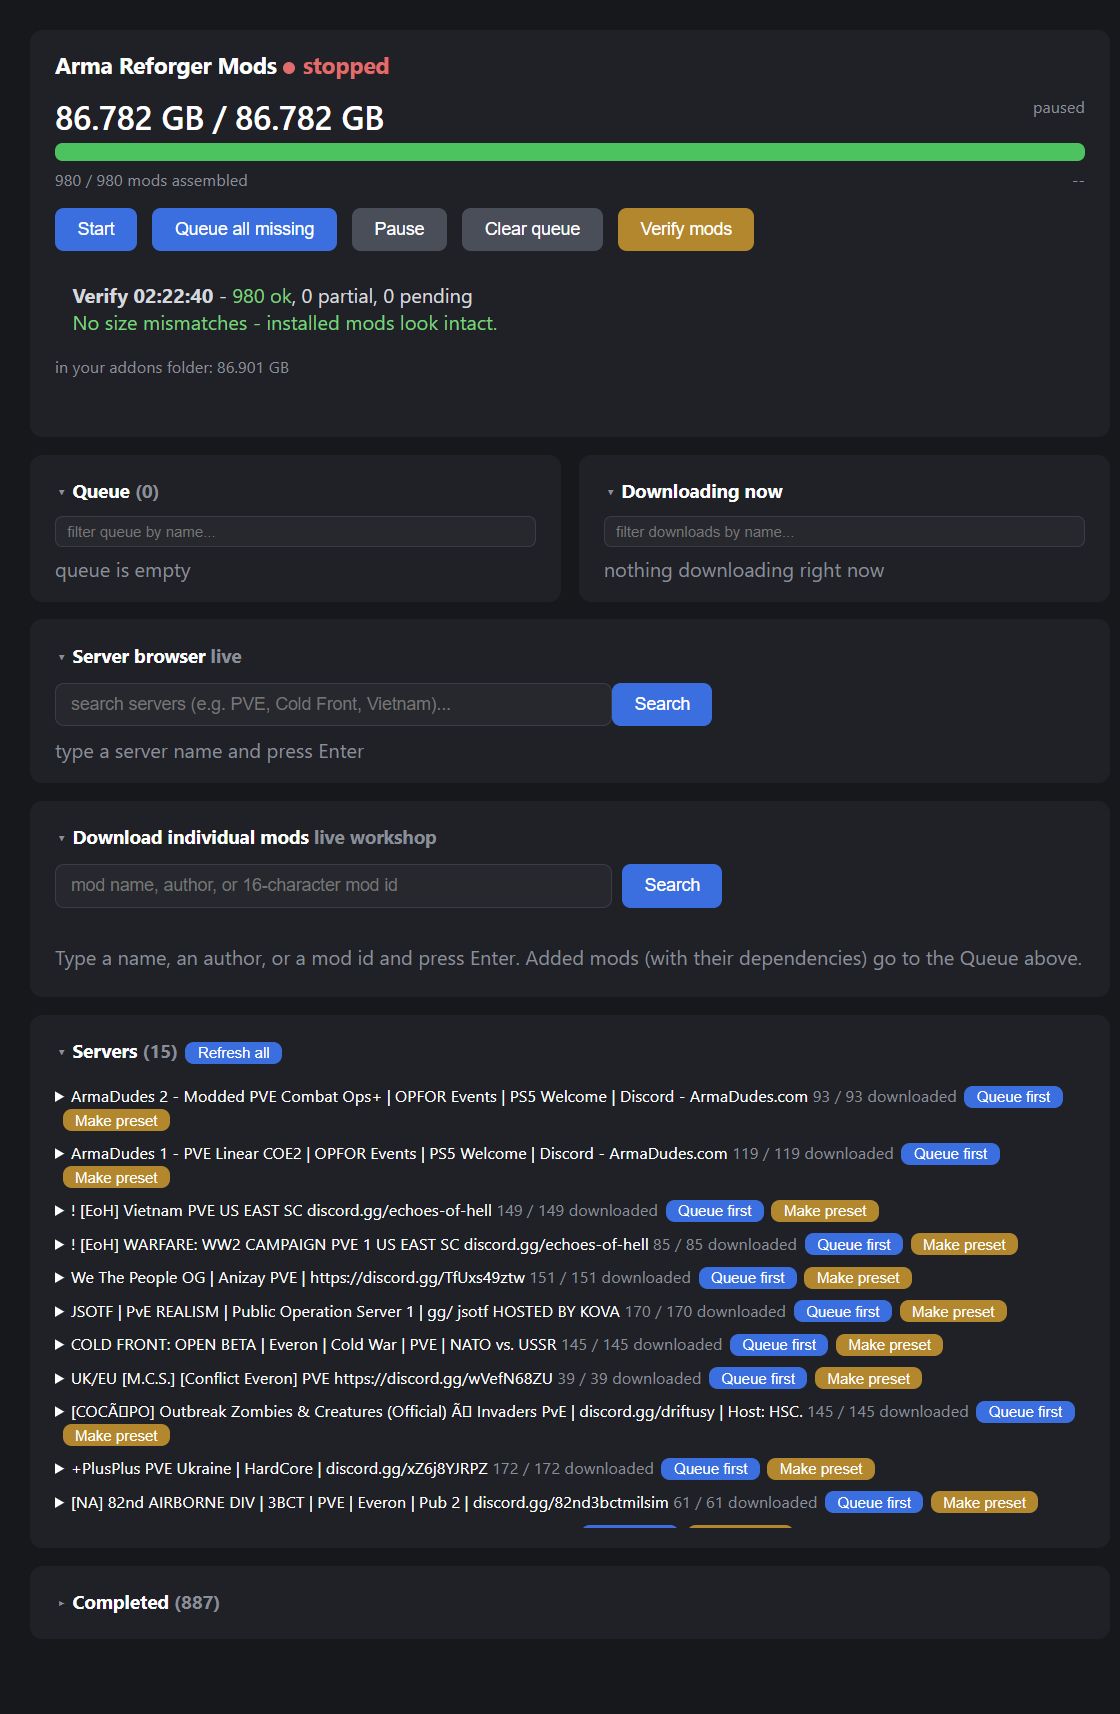 Arma Reforger Mods ● stopped
86.782 GB / 86.782 GB
paused
980 / 980 mods assembled
--
Start
Queue all missing
Pause
Clear queue
Verify mods
Verify 02:22:40 - 980 ok, 0 partial, 0 pending
No size mismatches - installed mods look intact.
in your addons folder: 86.901 GB
Queue (0)
filter queue by name...
queue is empty
Downloading now
filter downloads by name...
nothing downloading right now
Server browser live
search servers (e.g. PVE, Cold Front, Vietnam)...
Search
type a server name and press Enter
Download individual mods live workshop
mod name, author, or 16-character mod id
Search
Type a name, an author, or a mod id and press Enter. Added mods (with their dependencies) go to the Queue above.
Servers (15) Refresh all
ArmaDudes 2 - Modded PVE Combat Ops+ | OPFOR Events | PS5 Welcome | Discord - ArmaDudes.com 93 / 93 downloaded Queue first
Make preset
ArmaDudes 1 - PVE Linear COE2 | OPFOR Events | PS5 Welcome | Discord - ArmaDudes.com 119 / 119 downloaded Queue first
Make preset
! [EoH] Vietnam PVE US EAST SC discord.gg/echoes-of-hell 149 / 149 downloaded Queue first Make preset
! [EoH] WARFARE: WW2 CAMPAIGN PVE 1 US EAST SC discord.gg/echoes-of-hell 85 / 85 downloaded Queue first Make preset
We The People OG | Anizay PVE | https://discord.gg/TfUxs49ztw 151 / 151 downloaded Queue first Make preset
JSOTF | PvE REALISM | Public Operation Server 1 | gg/ jsotf HOSTED BY KOVA 170 / 170 downloaded Queue first Make preset
COLD FRONT: OPEN BETA | Everon | Cold War | PVE | NATO vs. USSR 145 / 145 downloaded Queue first Make preset
UK/EU [M.C.S.] [Conflict Everon] PVE https://discord.gg/wVefN68ZU 39 / 39 downloaded Queue first Make preset
[COCÃ▯PO] Outbreak Zombies & Creatures (Official) Ã▯ Invaders PvE | discord.gg/driftusy | Host: HSC. 145 / 145 downloaded Queue first
Make preset
+PlusPlus PVE Ukraine | HardCore | discord.gg/xZ6j8YJRPZ 172 / 172 downloaded Queue first Make preset
[NA] 82nd AIRBORNE DIV | 3BCT | PVE | Everon | Pub 2 | discord.gg/82nd3bctmilsim 61 / 61 downloaded Queue first Make preset
Completed (887)